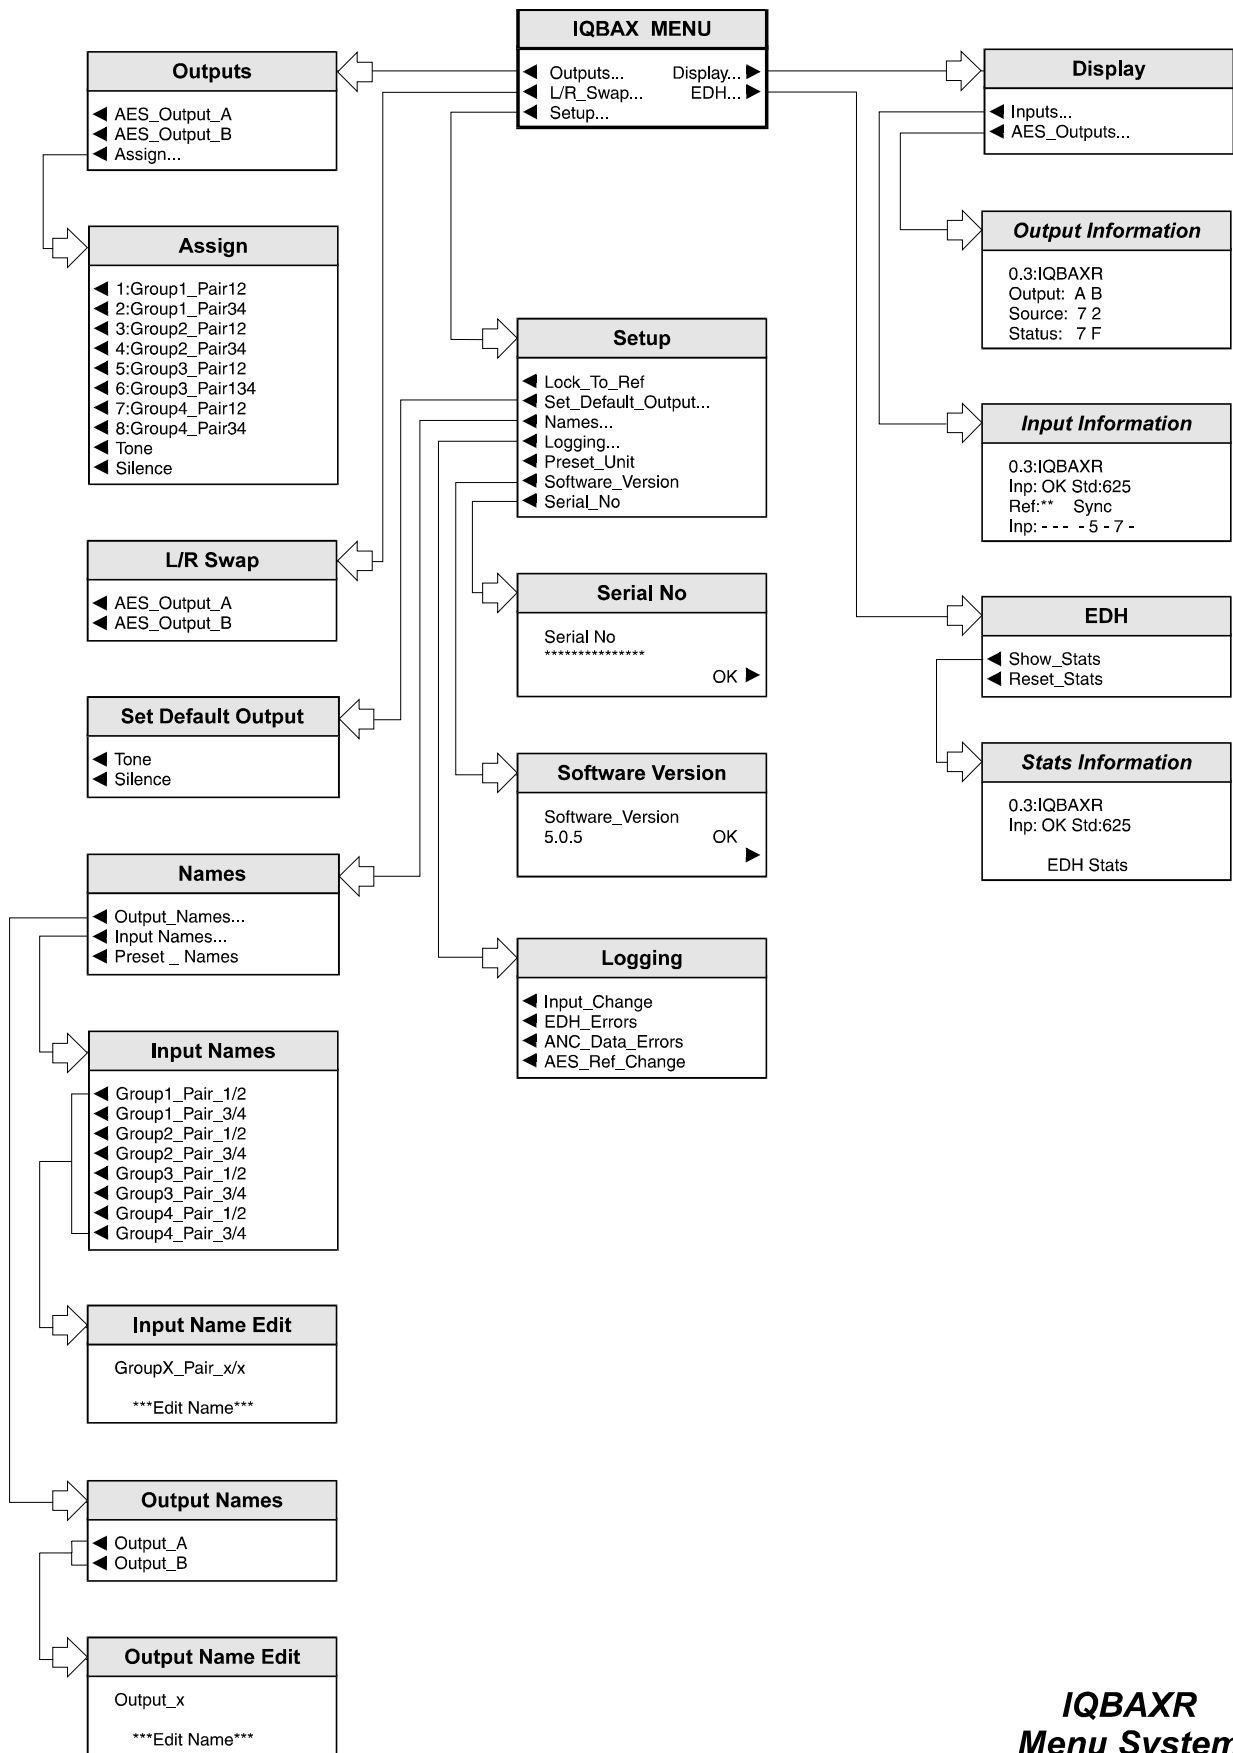 IQBAX MENU
Outputs... Display...
L/R_Swap... EDH...
Setup...
Outputs
AES_Output_A
AES_Output_B
Assign...
Display
Inputs...
AES_Outputs...
Assign
1:Group1_Pair12
2:Group1_Pair34
3:Group2_Pair12
4:Group2_Pair34
5:Group3_Pair12
6:Group3_Pair134
7:Group4_Pair12
8:Group4_Pair34
Tone
Silence
Output Information
0.3:IQBAXR
Output: A B
Source: 7 2
Status: 7 F
Setup
Lock_To_Ref
Set_Default_Output...
Names...
Logging...
Preset_Unit
Software_Version
Serial_No
Input Information
0.3:IQBAXR
Inp: OK Std:625
Ref:** Sync
Inp: - - - - 5 - 7 -
L/R Swap
AES_Output_A
AES_Output_B
Serial No
Serial No
***************
OK
EDH
Show_Stats
Reset_Stats
Set Default Output
Tone
Silence
Software Version
Software_Version
5.0.5 OK
Stats Information
0.3:IQBAXR
Inp: OK Std:625
EDH Stats
Names
Output_Names...
Input Names...
Preset _ Names
Logging
Input_Change
EDH_Errors
ANC_Data_Errors
AES_Ref_Change
Input Names
Group1_Pair_1/2
Group1_Pair_3/4
Group2_Pair_1/2
Group2_Pair_3/4
Group3_Pair_1/2
Group3_Pair_3/4
Group4_Pair_1/2
Group4_Pair_3/4
Input Name Edit
GroupX_Pair_x/x
***Edit Name***
Output Names
Output_A
Output_B
Output Name Edit
Output_x
***Edit Name***
IQBAXR
Menu System